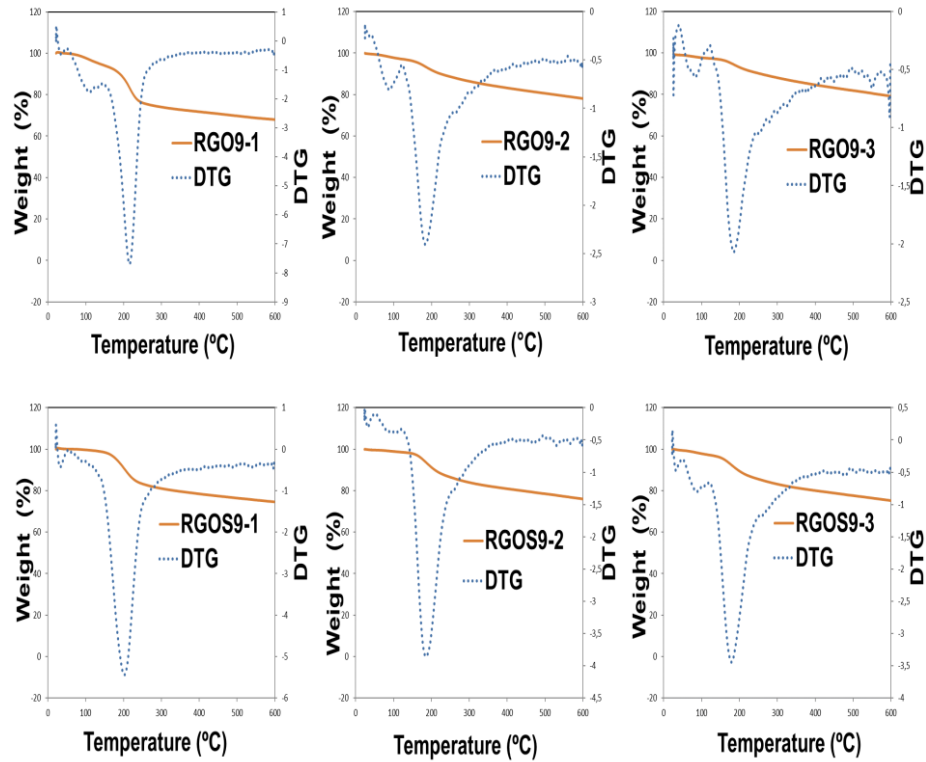 120
100
80
60
40
20
0
-20
Weight (%)
1
0
-1
-2
-3
-4
-5
-6
-7
-8
-9
DTG
RGO9-1
DTG
0 100 200 300 400 500 600
Temperature (ºC)
120
100
80
60
40
20
0
-20
Weight (%)
0
-0,5
-1
-1,5
-2
-2,5
-3
DTG
RGO9-2
DTG
0 100 200 300 400 500 600
Temperature (°C)
120
100
80
60
40
20
0
-20
Weight (%)
0
-0,5
-1
-1,5
-2
-2,5
DTG
RGO9-3
DTG
0 100 200 300 400 500 600
Temperature (ºC)
120
100
80
60
40
20
0
-20
Weight (%)
1
0
-1
-2
-3
-4
-5
-6
DTG
RGOS9-1
DTG
0 100 200 300 400 500 600
Temperature (ºC)
120
100
80
60
40
20
0
-20
Weight (%)
0
-0,5
-1
-1,5
-2
-2,5
-3
-3,5
-4
-4,5
DTG
RGOS9-2
DTG
0 100 200 300 400 500 600
Temperature (ºC)
120
100
80
60
40
20
0
-20
Weight (%)
0,5
0
-0,5
-1
-1,5
-2
-2,5
-3
-3,5
-4
DTG
RGOS9-3
DTG
0 100 200 300 400 500 600
Temperature (ºC)